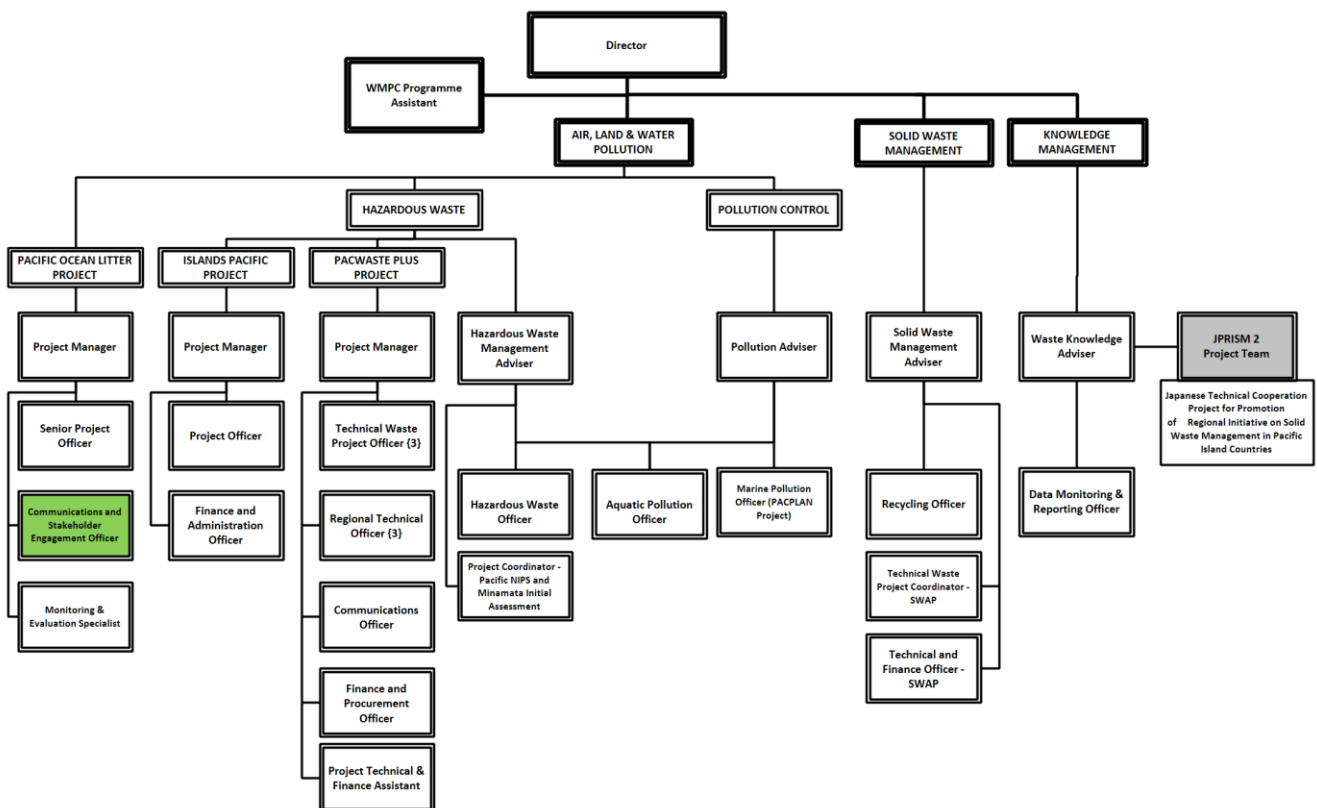 Director
WMPC Programme
Assistant
AIR, LAND & WATER
POLLUTION
SOLID WASTE
MANAGEMENT
KNOWLEDGE
MANAGEMENT
HAZARDOUS WASTE
POLLUTION CONTROL
PACIFIC OCEAN LITTER
PROJECT
ISLANDS PACIFIC
PROJECT
PACWASTE PLUS
PROJECT
Project Manager
Project Manager
Project Manager
Hazardous Waste
Management
Adviser
Pollution Adviser
Solid Waste
Management
Adviser
Waste Knowledge
Adviser
JPRISM 2
Project Team
Japanese Technical Cooperation
Project for Promotion
of Regional Initiative on Solid
Waste Management in Pacific
Island Countries
Senior Project
Officer
Project Officer
Technical Waste
Project Officer {3}
Communications and
Stakeholder
Engagement Officer
Finance and
Administration
Officer
Regional Technical
Officer {3}
Hazardous Waste
Officer
Aquatic Pollution
Officer
Marine Pollution
Officer (PACPLAN
Project)
Recycling Officer
Data Monitoring &
Reporting Officer
Monitoring &
Evaluation Specialist
Communications
Officer
Project Coordinator -
Pacific NIPS and
Minamata Initial
Assessment
Technical Waste
Project Coordinator -
SWAP
Finance and
Procurement
Officer
Technical and
Finance Officer -
SWAP
Project Technical &
Finance Assistant